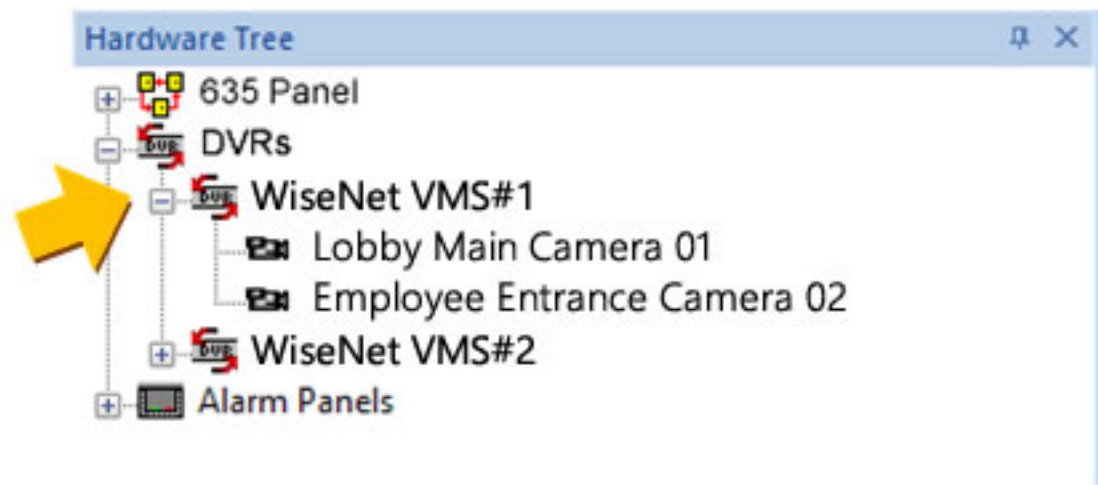 Hardware Tree
635 Panel
DVRs
WiseNet VMS#1
Lobby Main Camera 01
Employee Entrance Camera 02
WiseNet VMS#2
Alarm Panels